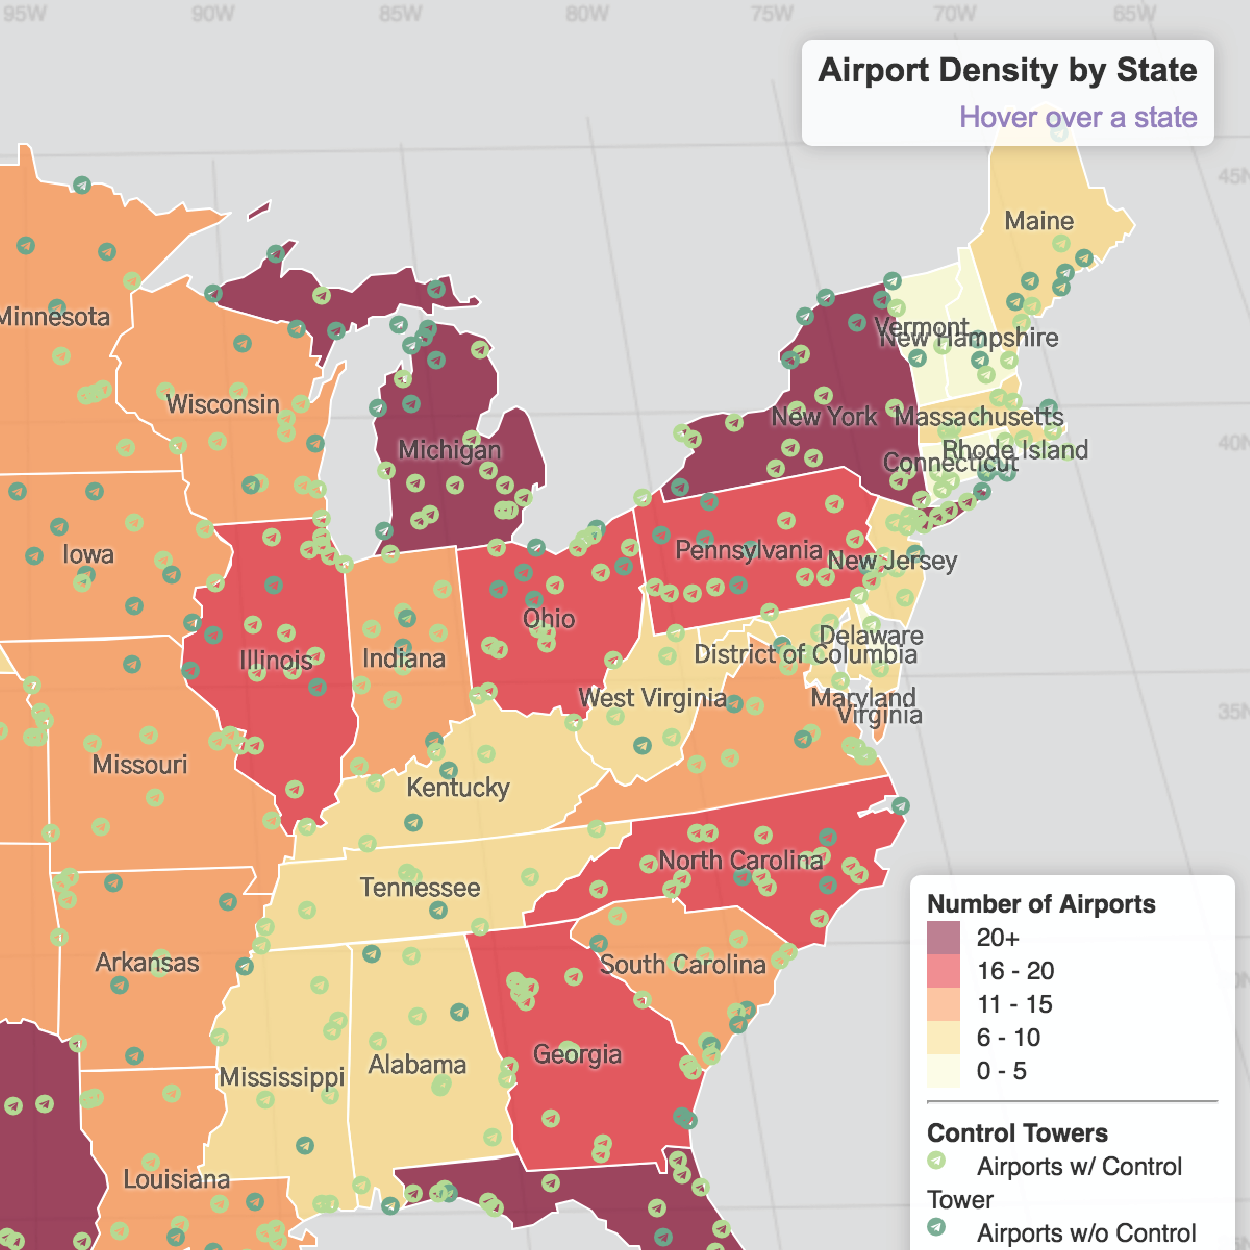 95W
90W
85W
80W
75W
70W
65W
Airport Density by State
Hover over a state
45N
Maine
Minnesota
Vermont
New Hampshire
Wisconsin
New York
Massachusetts
40N
Michigan
Rhode Island
Connecticut
Iowa
Pennsylvania
New Jersey
Ohio
Delaware
Illinois
Indiana
District of Columbia
West Virginia
Maryland
Virginia
35N
Missouri
Kentucky
North Carolina
Tennessee
Number of Airports
20+
Arkansas
South Carolina
16 - 20
11 - 15
6 - 10
Georgia
Alabama
0 - 5
Mississippi
Control Towers
Airports w/ Control
Tower
Louisiana
Airports w/o Control